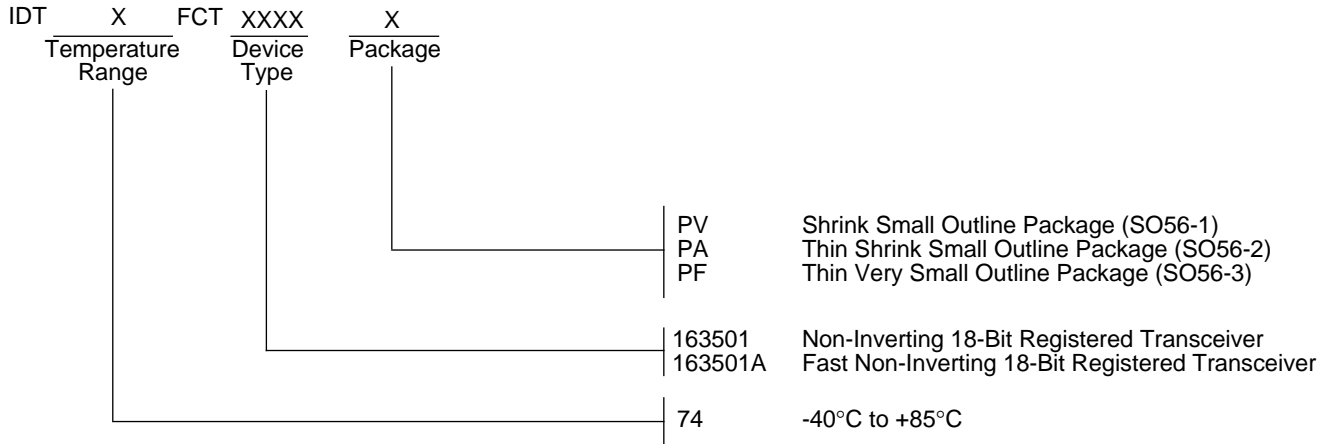 IDT X FCT XXXX X
Temperature Range
Device Type
Package
PV Shrink Small Outline Package (SO56-1)
PA Thin Shrink Small Outline Package (SO56-2)
PF Thin Very Small Outline Package (SO56-3)
163501 Non-Inverting 18-Bit Registered Transceiver
163501A Fast Non-Inverting 18-Bit Registered Transceiver
74 -40°C to +85°C